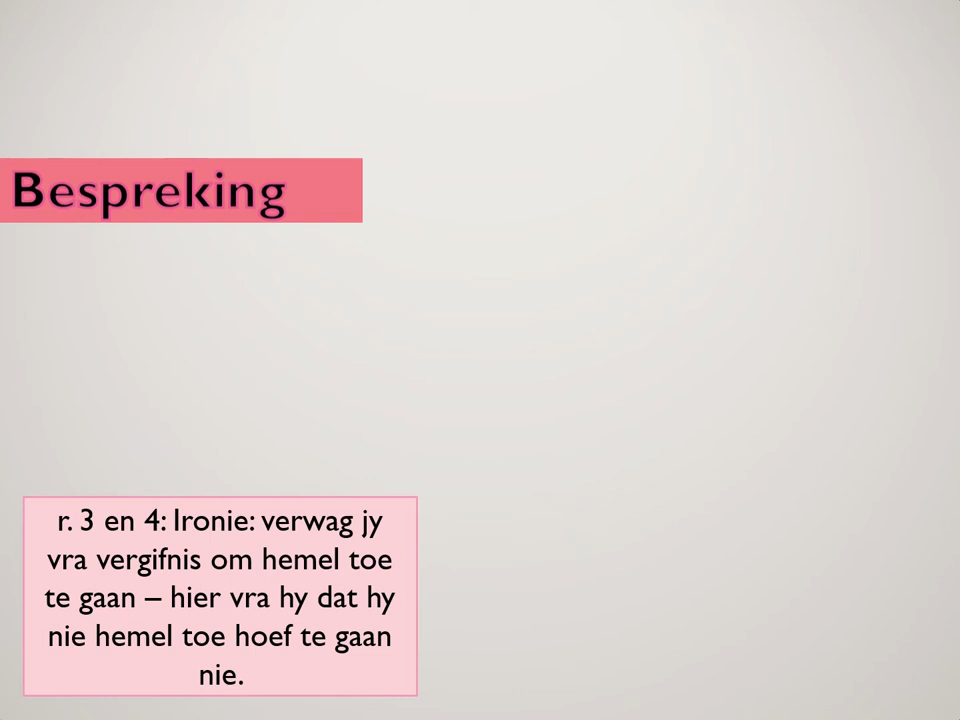 Bespreking
r. 3 en 4: Ironie: verwag jy
vra vergifnis om hemel toe
te gaan – hier vra hy dat hy
nie hemel toe hoef te gaan
nie.